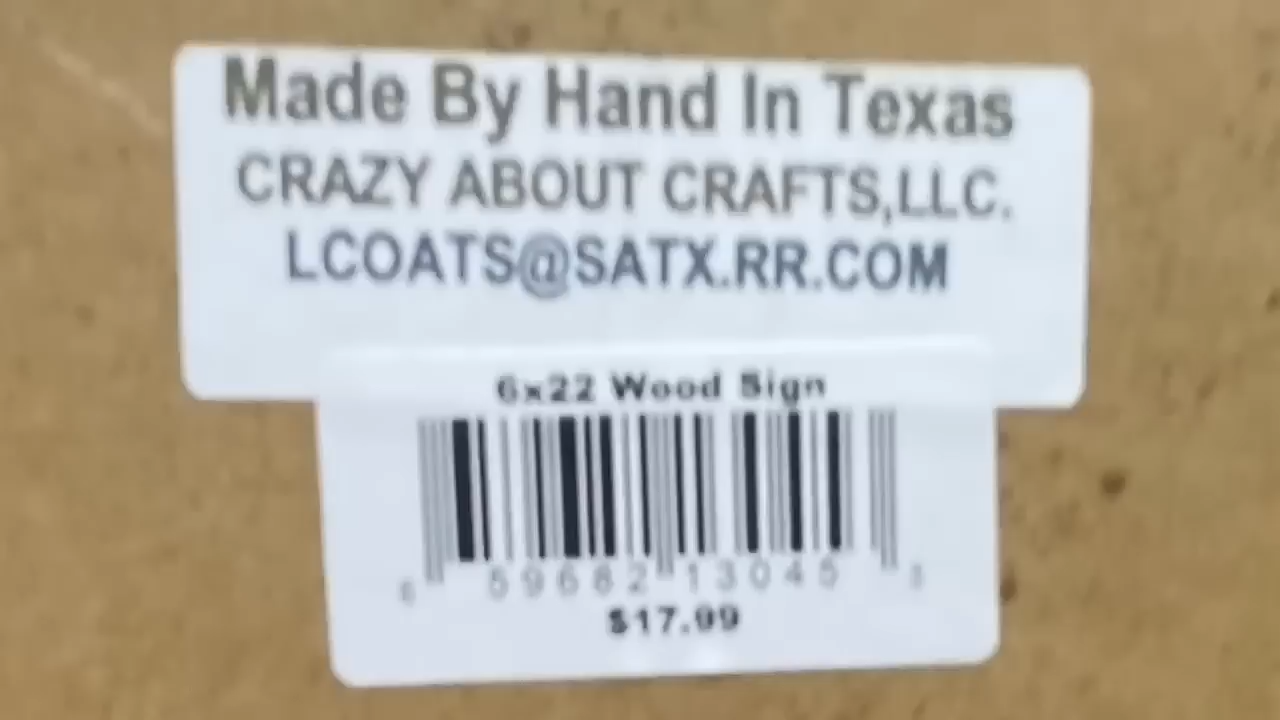 Made By Hand In Texas
CRAZY ABOUT CRAFTS,LLC.
LCOATS@SATX.RR.COM
6x22 Wood Sign
59682 13045
$17.99